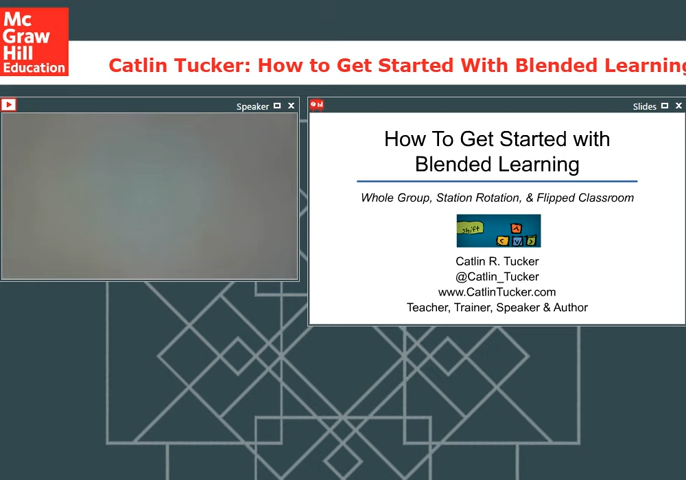 Mc
Graw
Hill
Education
Catlin Tucker: How to Get Started With Blended Learning
Speaker
Slides
How To Get Started with
Blended Learning
Whole Group, Station Rotation, & Flipped Classroom
shift
Catlin R. Tucker
@Catlin_Tucker
www.CatlinTucker.com
Teacher, Trainer, Speaker & Author